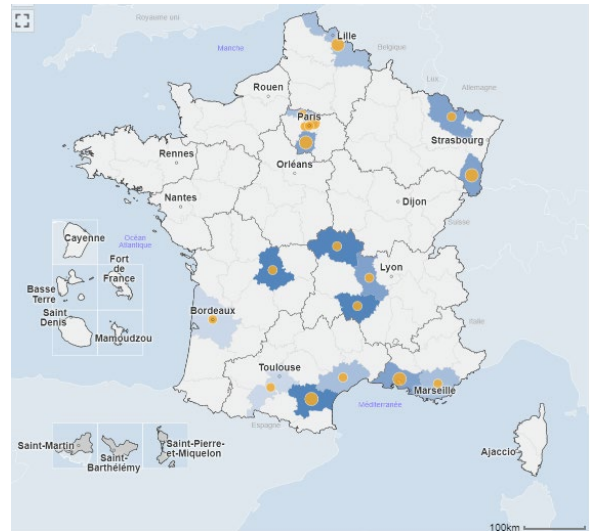 Royaume uni
Manche
Lille
Belgique
Lux.
Allemagne
Rouen
Paris
Strasbourg
Rennes
Orléans
Nantes
Dijon
Suisse
Océan
Atlantique
Cayenne
Fort
de
France
Basse
Terre
Saint
Denis
Mamoudzou
Lyon
Bordeaux
Italie
Toulouse
Marseille
Méditerranée
Espagne
Saint-Martin
Saint-
Barthélémy
Saint-Pierre-
et-Miquelon
Ajaccio
100km